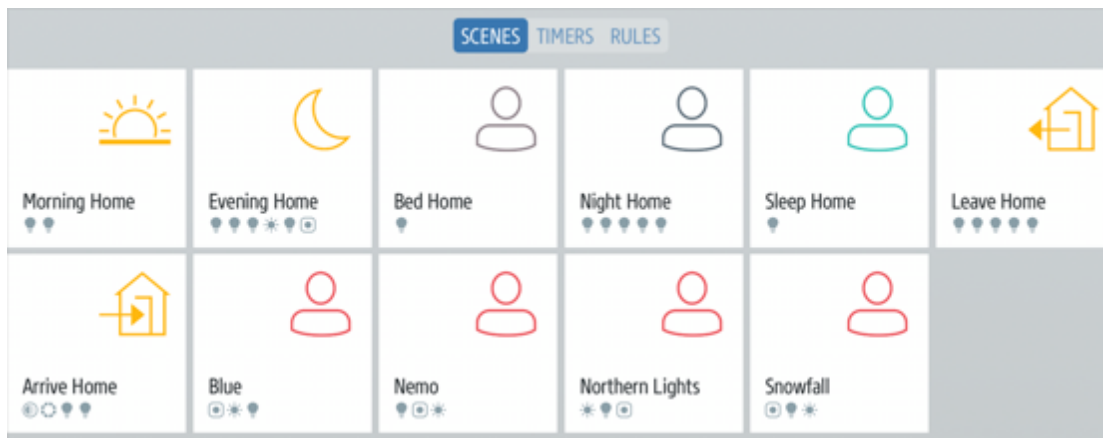 SCENES TIMERS RULES
Morning Home
Evening Home
Bed Home
Night Home
Sleep Home
Leave Home
Arrive Home
Blue
Nemo
Northern Lights
Snowfall